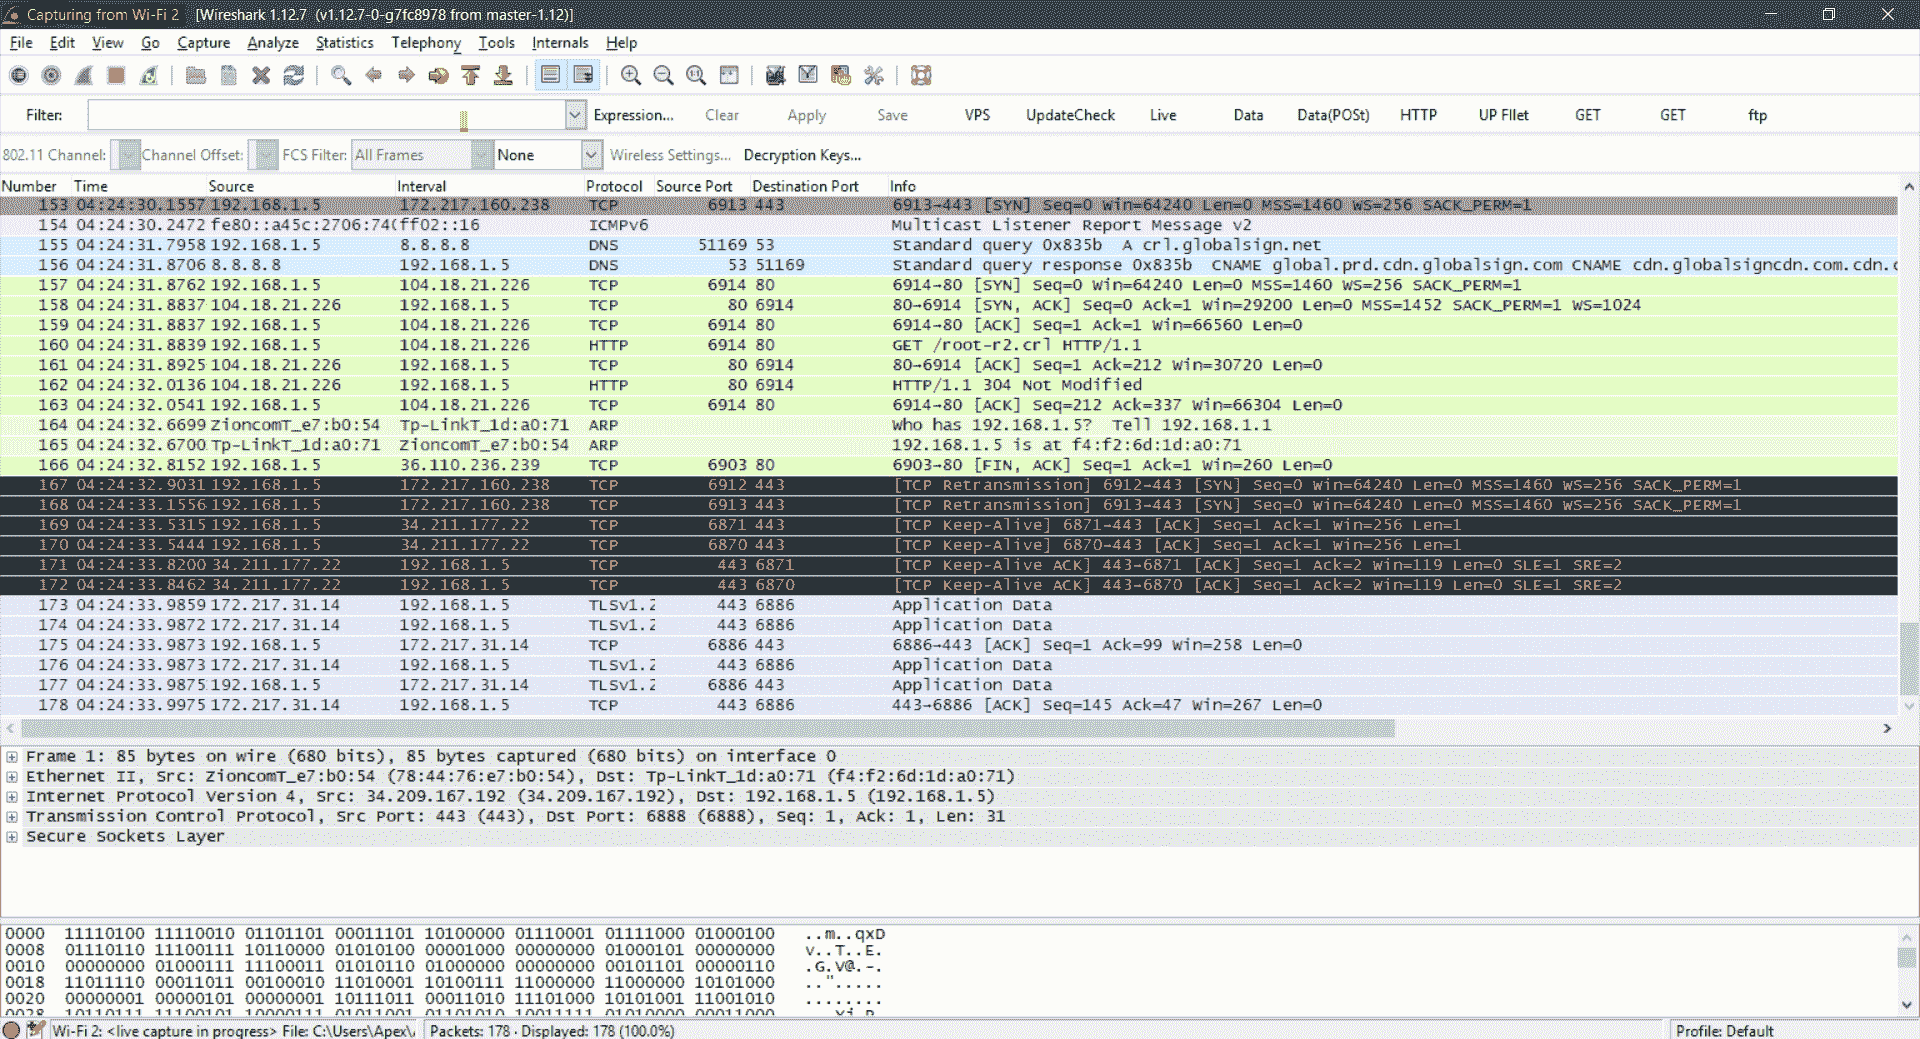 Capturing from Wi-Fi 2 [Wireshark 1.12.7 (v1.12.7-0-g7fc8978 from master-1.12)]
File Edit View Go Capture Analyze Statistics Telephony Tools Internals Help
Filter: Expression... Clear Apply Save VPS UpdateCheck Live Data Data(POSt) HTTP UP FIlet GET GET ftp
802.11 Channel: Channel Offset: FCS Filter: All Frames None Wireless Settings... Decryption Keys...
Number Time Source Interval Protocol Source Port Destination Port Info
153 04:24:30.1557 192.168.1.5 172.217.160.238 TCP 6913 443 6913→443 [SYN] Seq=0 Win=64240 Len=0 MSS=1460 WS=256 SACK_PERM=1
154 04:24:30.2472 fe80::a45c:2706:740 ff02::16 ICMPv6 Multicast Listener Report Message v2
155 04:24:31.7958 192.168.1.5 8.8.8.8 DNS 51169 53 Standard query 0x835b A crl.globalsign.net
156 04:24:31.8706 8.8.8.8 192.168.1.5 DNS 53 51169 Standard query response 0x835b CNAME global.prd.cdn.globalsign.com CNAME cdn.globalsigncdn.com.cdn.c
157 04:24:31.8762 192.168.1.5 104.18.21.226 TCP 6914 80 6914→80 [SYN] Seq=0 Win=64240 Len=0 MSS=1460 WS=256 SACK_PERM=1
158 04:24:31.8837 104.18.21.226 192.168.1.5 TCP 80 6914 80→6914 [SYN, ACK] Seq=0 Ack=1 Win=29200 Len=0 MSS=1452 SACK_PERM=1 WS=1024
159 04:24:31.8837 192.168.1.5 104.18.21.226 TCP 6914 80 6914→80 [ACK] Seq=1 Ack=1 Win=66560 Len=0
160 04:24:31.8839 192.168.1.5 104.18.21.226 HTTP 6914 80 GET /root-r2.crl HTTP/1.1
161 04:24:31.8925 104.18.21.226 192.168.1.5 TCP 80 6914 80→6914 [ACK] Seq=1 Ack=212 Win=30720 Len=0
162 04:24:32.0136 104.18.21.226 192.168.1.5 HTTP 80 6914 HTTP/1.1 304 Not Modified
163 04:24:32.0541 192.168.1.5 104.18.21.226 TCP 6914 80 6914→80 [ACK] Seq=212 Ack=337 Win=66304 Len=0
164 04:24:32.6699 ZioncomT_e7:b0:54 Tp-LinkT_1d:a0:71 ARP Who has 192.168.1.5? Tell 192.168.1.1
165 04:24:32.6700 Tp-LinkT_1d:a0:71 ZioncomT_e7:b0:54 ARP 192.168.1.5 is at f4:f2:6d:1d:a0:71
166 04:24:32.8152 192.168.1.5 36.110.236.239 TCP 6903 80 6903→80 [FIN, ACK] Seq=1 Ack=1 Win=260 Len=0
167 04:24:32.9031 192.168.1.5 172.217.160.238 TCP 6912 443 [TCP Retransmission] 6912→443 [SYN] Seq=0 Win=64240 Len=0 MSS=1460 WS=256 SACK_PERM=1
168 04:24:33.1556 192.168.1.5 172.217.160.238 TCP 6913 443 [TCP Retransmission] 6913→443 [SYN] Seq=0 Win=64240 Len=0 MSS=1460 WS=256 SACK_PERM=1
169 04:24:33.5315 192.168.1.5 34.211.177.22 TCP 6871 443 [TCP Keep-Alive] 6871→443 [ACK] Seq=1 Ack=1 Win=256 Len=1
170 04:24:33.5444 192.168.1.5 34.211.177.22 TCP 6870 443 [TCP Keep-Alive] 6870→443 [ACK] Seq=1 Ack=1 Win=256 Len=1
171 04:24:33.8200 34.211.177.22 192.168.1.5 TCP 443 6871 [TCP Keep-Alive ACK] 443→6871 [ACK] Seq=1 Ack=2 Win=119 Len=0 SLE=1 SRE=2
172 04:24:33.8462 34.211.177.22 192.168.1.5 TCP 443 6870 [TCP Keep-Alive ACK] 443→6870 [ACK] Seq=1 Ack=2 Win=119 Len=0 SLE=1 SRE=2
173 04:24:33.9859 172.217.31.14 192.168.1.5 TLSv1.2 443 6886 Application Data
174 04:24:33.9872 172.217.31.14 192.168.1.5 TLSv1.2 443 6886 Application Data
175 04:24:33.9873 192.168.1.5 172.217.31.14 TCP 6886 443 6886→443 [ACK] Seq=1 Ack=99 Win=258 Len=0
176 04:24:33.9873 172.217.31.14 192.168.1.5 TLSv1.2 443 6886 Application Data
177 04:24:33.9875 192.168.1.5 172.217.31.14 TLSv1.2 6886 443 Application Data
178 04:24:33.9975 172.217.31.14 192.168.1.5 TCP 443 6886 443→6886 [ACK] Seq=145 Ack=47 Win=267 Len=0
Frame 1: 85 bytes on wire (680 bits), 85 bytes captured (680 bits) on interface 0
Ethernet II, Src: ZioncomT_e7:b0:54 (78:44:76:e7:b0:54), Dst: Tp-LinkT_1d:a0:71 (f4:f2:6d:1d:a0:71)
Internet Protocol Version 4, Src: 34.209.167.192 (34.209.167.192), Dst: 192.168.1.5 (192.168.1.5)
Transmission Control Protocol, Src Port: 443 (443), Dst Port: 6888 (6888), Seq: 1, Ack: 1, Len: 31
Secure Sockets Layer
0000 11110100 11110010 01101101 00011101 10100000 01110001 01111000 01000100 ..m..qxD
0008 01110110 11100111 10110000 01010100 00001000 00000000 01000101 00000000 v..T..E.
0010 00000000 01000111 11100011 01010110 01000000 00000000 00101101 00000110 .G.V@.-.
0018 11011110 00011011 00100010 11010001 10100111 11000000 11000000 10101000 ..".....
0020 00000001 00000101 00000001 10111011 00011010 11101000 10101001 11001010 ........
Wi-Fi 2: <live capture in progress> File: C:\Users\Apex\ Packets: 178 · Displayed: 178 (100.0%) Profile: Default